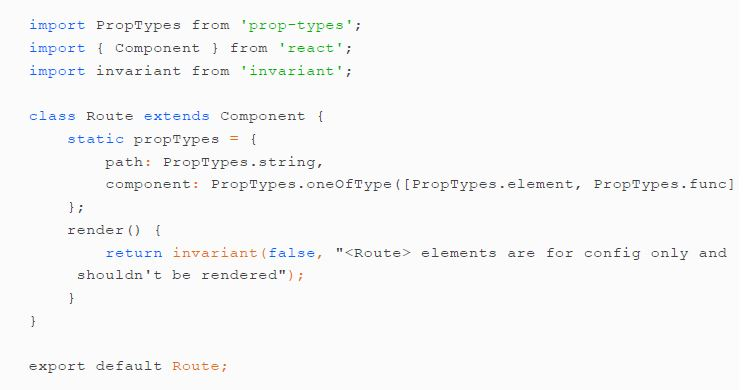 import PropTypes from 'prop-types';
import { Component } from 'react';
import invariant from 'invariant';

class Route extends Component {
    static propTypes = {
        path: PropTypes.string,
        component: PropTypes.oneOfType([PropTypes.element, PropTypes.func]
    };
    render() {
        return invariant(false, "<Route> elements are for config only and
     shouldn't be rendered");
    }
}

export default Route;